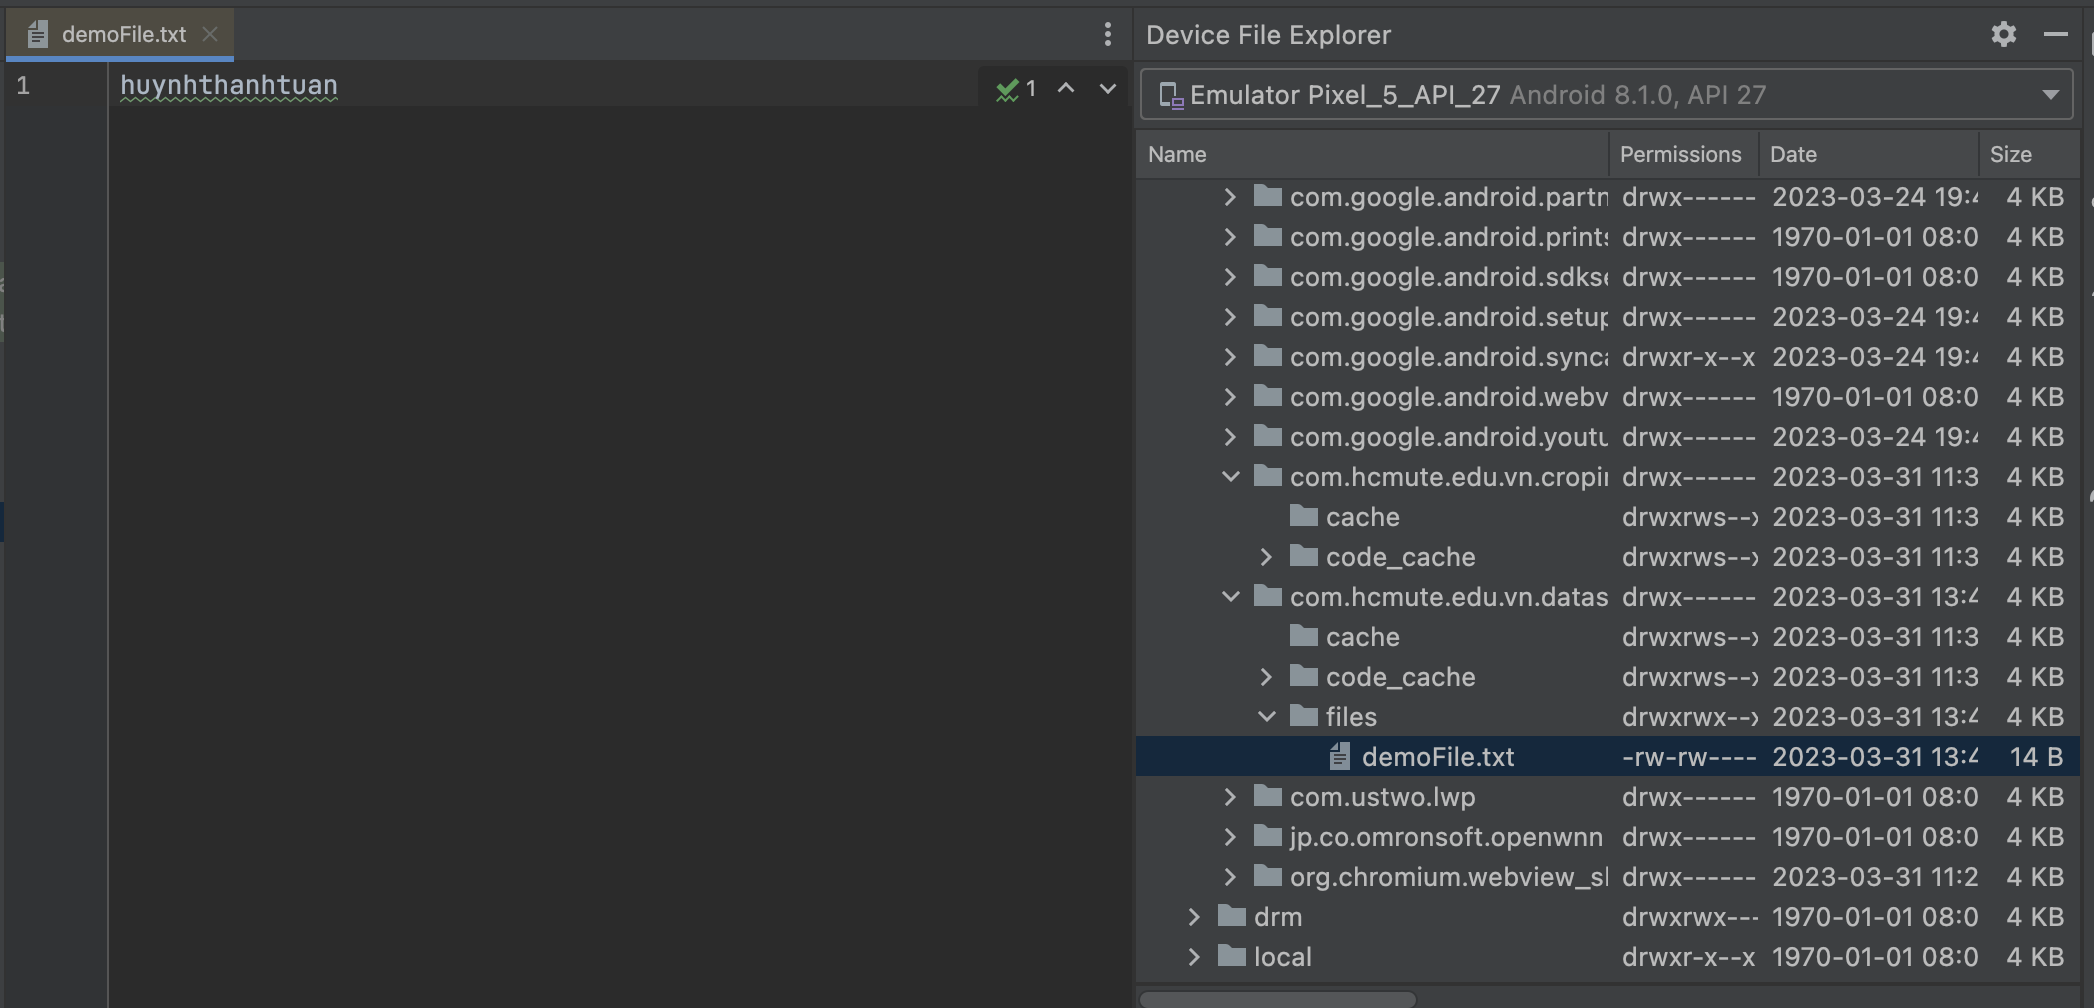 demoFile.txt
1 huynhthanhtuan
1
Device File Explorer
Emulator Pixel_5_API_27 Android 8.1.0, API 27
Name Permissions Date Size
com.google.android.partn drwx------ 2023-03-24 19:4 4 KB
com.google.android.prints drwx------ 1970-01-01 08:0 4 KB
com.google.android.sdkse drwx------ 1970-01-01 08:0 4 KB
com.google.android.setup drwx------ 2023-03-24 19:4 4 KB
com.google.android.synca drwxr-x--x 2023-03-24 19:4 4 KB
com.google.android.webv drwx------ 1970-01-01 08:0 4 KB
com.google.android.youtu drwx------ 2023-03-24 19:4 4 KB
com.hcmute.edu.vn.cropi drwx------ 2023-03-31 11:3 4 KB
cache drwxrws--x 2023-03-31 11:3 4 KB
code_cache drwxrws--x 2023-03-31 11:3 4 KB
com.hcmute.edu.vn.datas drwx------ 2023-03-31 13:4 4 KB
cache drwxrws--x 2023-03-31 11:3 4 KB
code_cache drwxrws--x 2023-03-31 11:3 4 KB
files drwxrwx--x 2023-03-31 13:4 4 KB
demoFile.txt -rw-rw---- 2023-03-31 13:4 14 B
com.ustwo.lwp drwx------ 1970-01-01 08:0 4 KB
jp.co.omronsoft.openwnn drwx------ 1970-01-01 08:0 4 KB
org.chromium.webview_sl drwx------ 2023-03-31 11:2 4 KB
drm drwxrwx--- 1970-01-01 08:0 4 KB
local drwxr-x--x 1970-01-01 08:0 4 KB